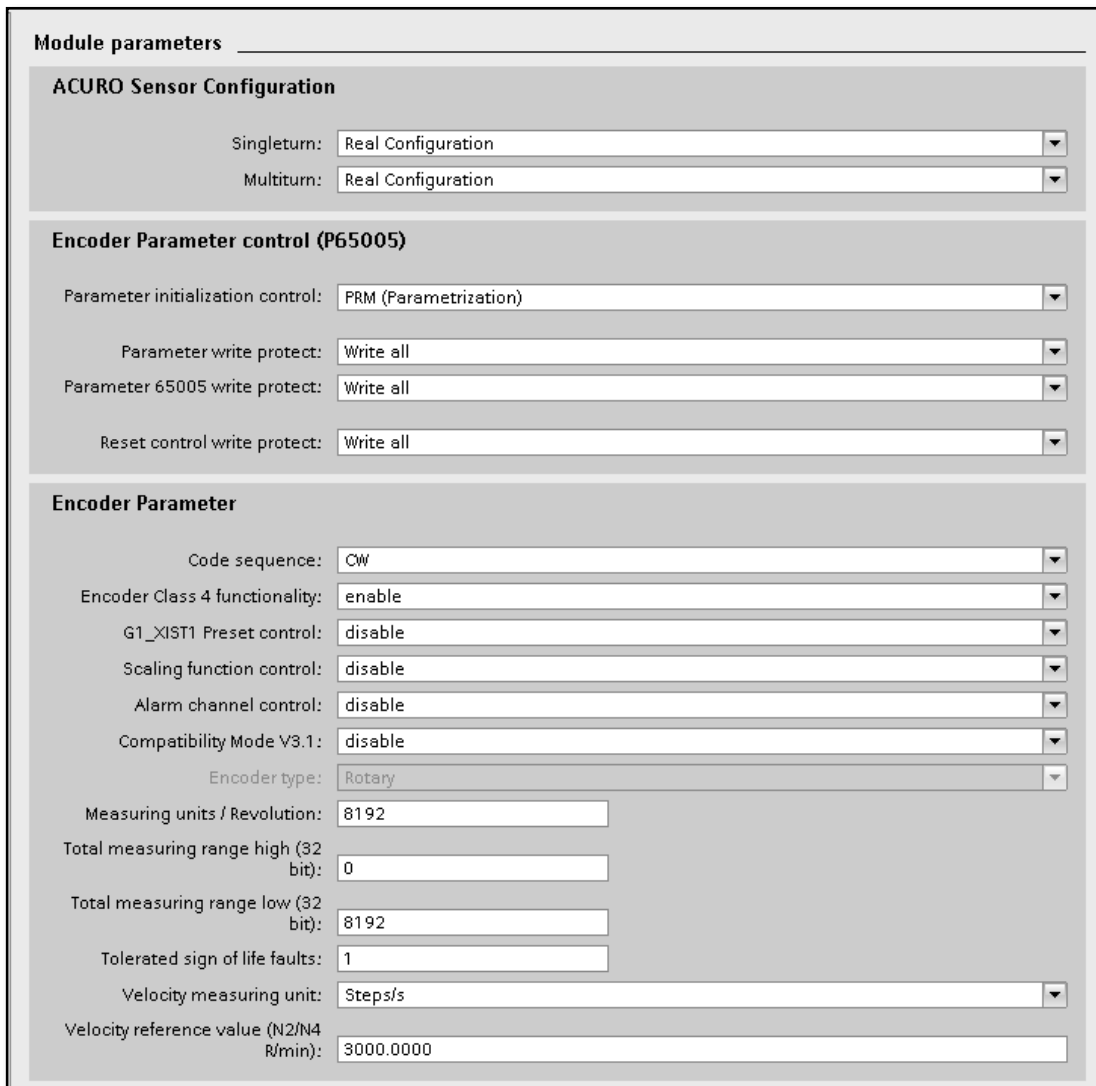 Module parameters
ACURO Sensor Configuration
Singleturn: Real Configuration
Multiturn: Real Configuration
Encoder Parameter control (P65005)
Parameter initialization control: PRM (Parametrization)
Parameter write protect: Write all
Parameter 65005 write protect: Write all
Reset control write protect: Write all
Encoder Parameter
Code sequence: CW
Encoder Class 4 functionality: enable
G1_XIST1 Preset control: disable
Scaling function control: disable
Alarm channel control: disable
Compatibility Mode V3.1: disable
Encoder type: Rotary
Measuring units / Revolution: 8192
Total measuring range high (32
bit): 0
Total measuring range low (32
bit): 8192
Tolerated sign of life faults: 1
Velocity measuring unit: Steps/s
Velocity reference value (N2/N4
R/min): 3000.0000